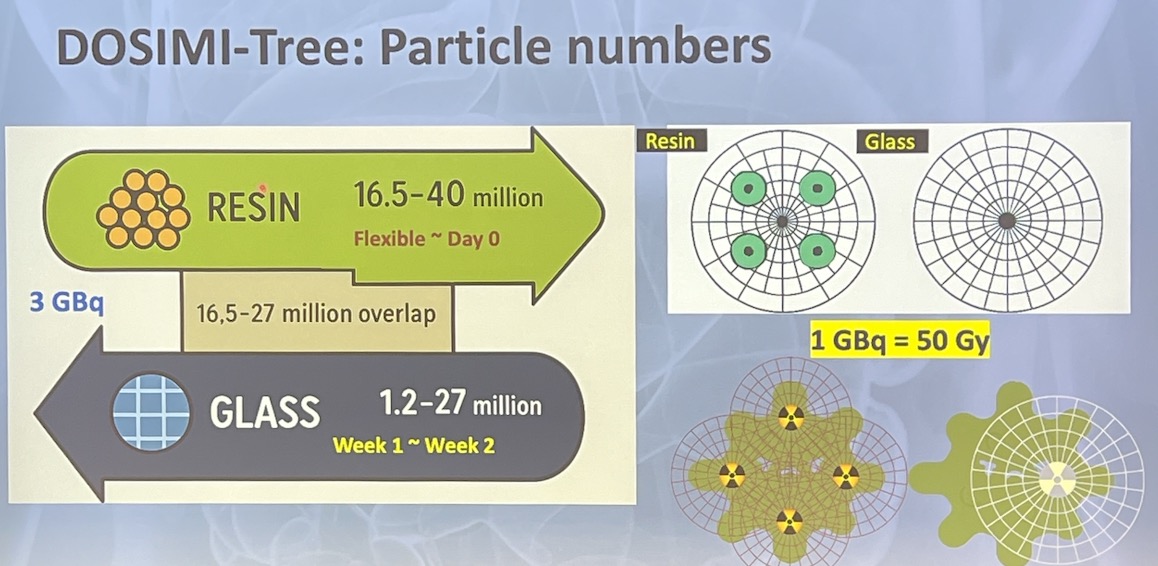 DOSIMI-Tree: Particle numbers
RESIN
16.5–40 million
Flexible ~ Day 0
3 GBq
16,5–27 million overlap
GLASS
1.2–27 million
Week 1 ~ Week 2
Resin
Glass
1 GBq = 50 Gy